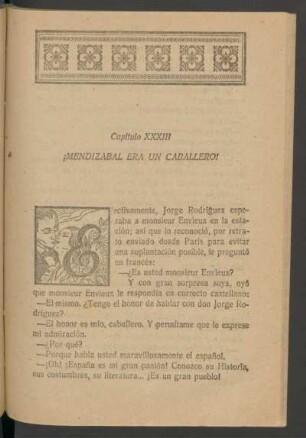 Capítulo XXXIII
¡MENDIZABAL ERA UN CABALLERO!
Efectivamente, Jorge Rodríguez espe-
raba a monsieur Envieux en la esta-
ción; así que lo reconoció, por retra-
to enviado desde París para evitar
una suplantación posible, le preguntó
en francés:
—¿Es usted monsieur Envieux?
Y con gran sorpresa suya, oyó
que monsieur Envieux le respondía en correcto castellano:
—El mismo. ¿Tengo el honor de hablar con don Jorge Ro-
dríguez?
—El honor es mío, caballero. Y permítame que le exprese
mi admiración.
—¿Por qué?
—Porque habla usted maravillosamente el español.
—¡Oh! ¡España es mi gran pasión! Conozco su Historia,
sus costumbres, su literatura... ¡Es un gran pueblo!